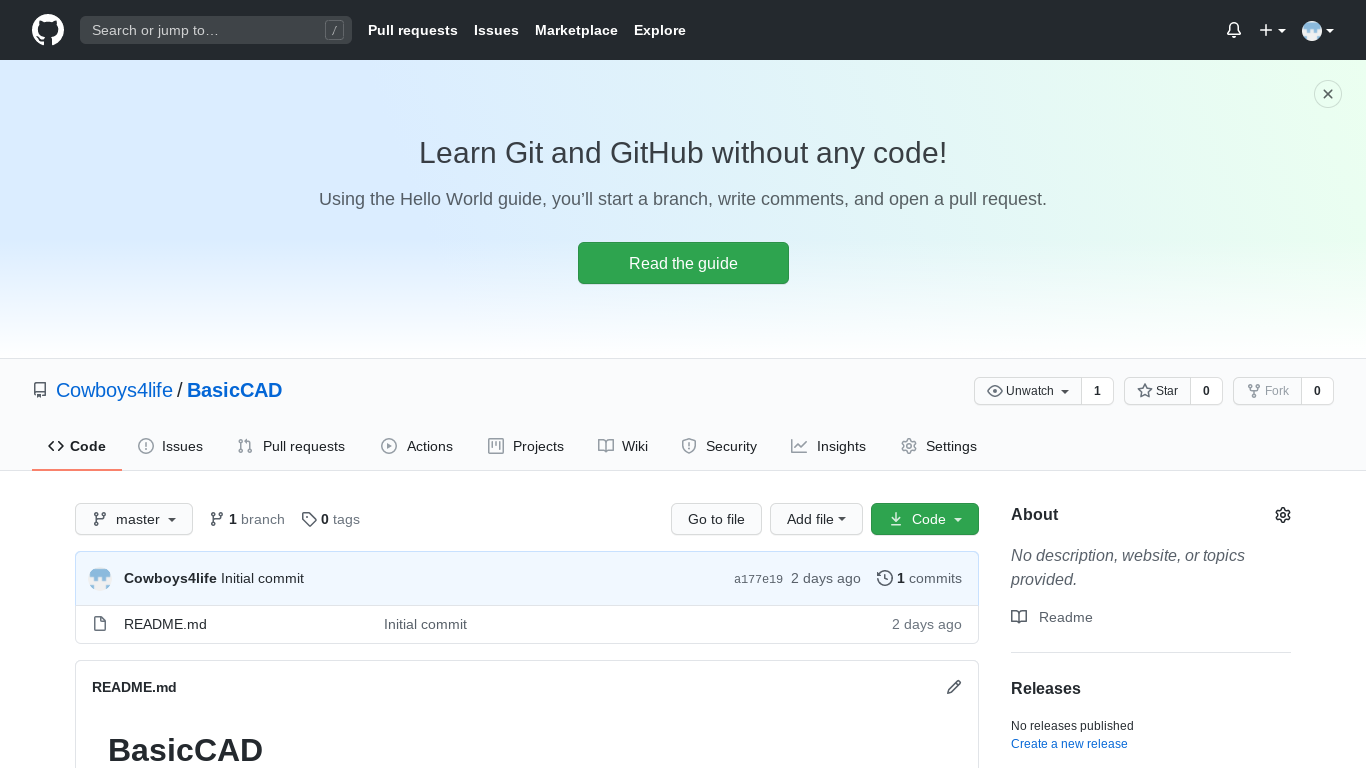 Search or jump to… /
Pull requests Issues Marketplace Explore
Learn Git and GitHub without any code!
Using the Hello World guide, you’ll start a branch, write comments, and open a pull request.
Read the guide
Cowboys4life / BasicCAD
Unwatch 1 Star 0 Fork 0
Code Issues Pull requests Actions Projects Wiki Security Insights Settings
master 1 branch 0 tags Go to file Add file Code
Cowboys4life Initial commit a177e19 2 days ago 1 commits
README.md Initial commit 2 days ago
README.md
BasicCAD
About
No description, website, or topics
provided.
Readme
Releases
No releases published
Create a new release